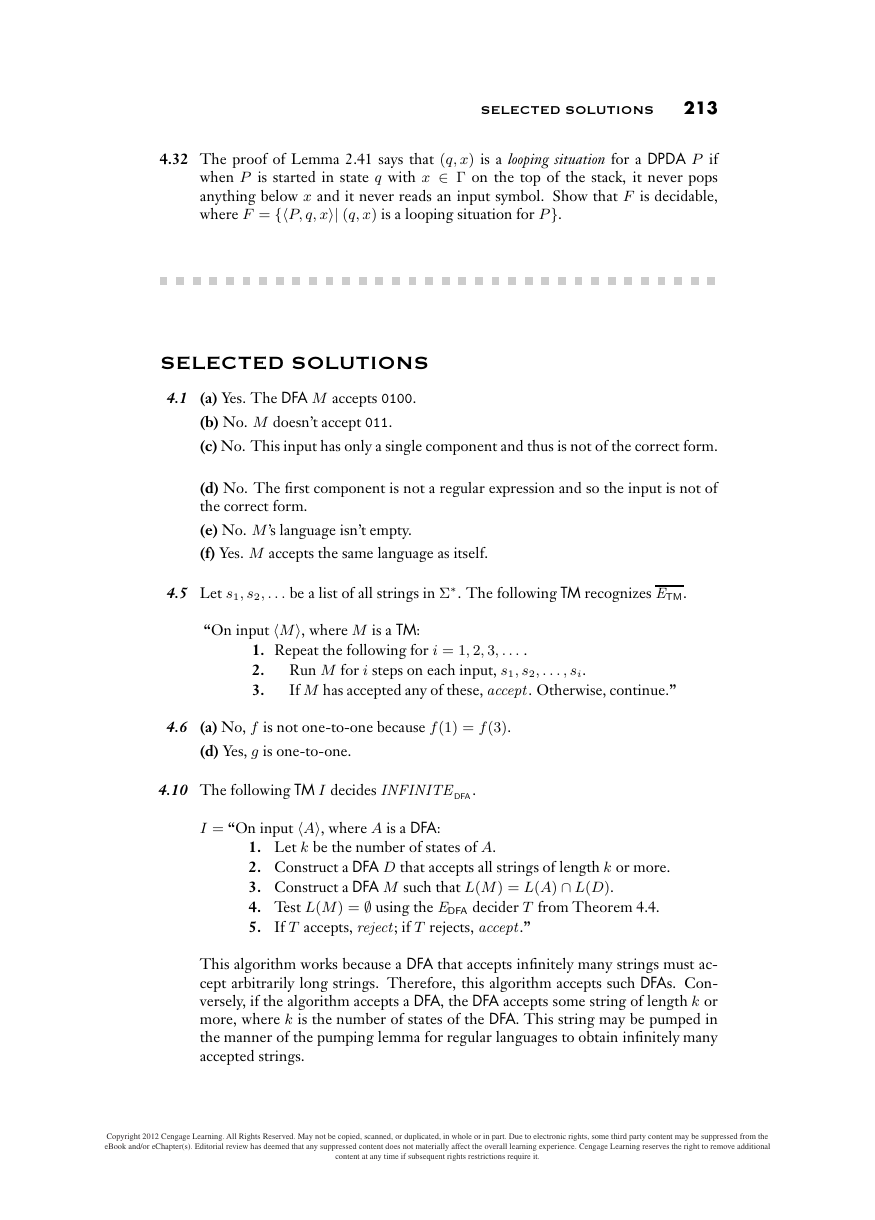 SELECTED SOLUTIONS 213
4.32 The proof of Lemma 2.41 says that (q, x) is a looping situation for a DPDA P if
when P is started in state q with x ∈ Γ on the top of the stack, it never pops
anything below x and it never reads an input symbol. Show that F is decidable,
where F = {⟨P, q, x⟩| (q, x) is a looping situation for P}.
SELECTED SOLUTIONS
4.1 (a) Yes. The DFA M accepts 0100.
(b) No. M doesn’t accept 011.
(c) No. This input has only a single component and thus is not of the correct form.
(d) No. The first component is not a regular expression and so the input is not of
the correct form.
(e) No. M’s language isn’t empty.
(f) Yes. M accepts the same language as itself.
4.5 Let s₁, s₂, . . . be a list of all strings in Σ*. The following TM recognizes E̅_TM.
“On input ⟨M⟩, where M is a TM:
1. Repeat the following for i = 1, 2, 3, . . . .
2. Run M for i steps on each input, s₁, s₂, . . . , sᵢ.
3. If M has accepted any of these, accept. Otherwise, continue.”
4.6 (a) No, f is not one-to-one because f(1) = f(3).
(d) Yes, g is one-to-one.
4.10 The following TM I decides INFINITE_DFA.
I = “On input ⟨A⟩, where A is a DFA:
1. Let k be the number of states of A.
2. Construct a DFA D that accepts all strings of length k or more.
3. Construct a DFA M such that L(M) = L(A) ∩ L(D).
4. Test L(M) = ∅ using the E_DFA decider T from Theorem 4.4.
5. If T accepts, reject; if T rejects, accept.”
This algorithm works because a DFA that accepts infinitely many strings must ac-
cept arbitrarily long strings. Therefore, this algorithm accepts such DFAs. Con-
versely, if the algorithm accepts a DFA, the DFA accepts some string of length k or
more, where k is the number of states of the DFA. This string may be pumped in
the manner of the pumping lemma for regular languages to obtain infinitely many
accepted strings.
Copyright 2012 Cengage Learning. All Rights Reserved. May not be copied, scanned, or duplicated, in whole or in part. Due to electronic rights, some third party content may be suppressed from the
eBook and/or eChapter(s). Editorial review has deemed that any suppressed content does not materially affect the overall learning experience. Cengage Learning reserves the right to remove additional
content at any time if subsequent rights restrictions require it.